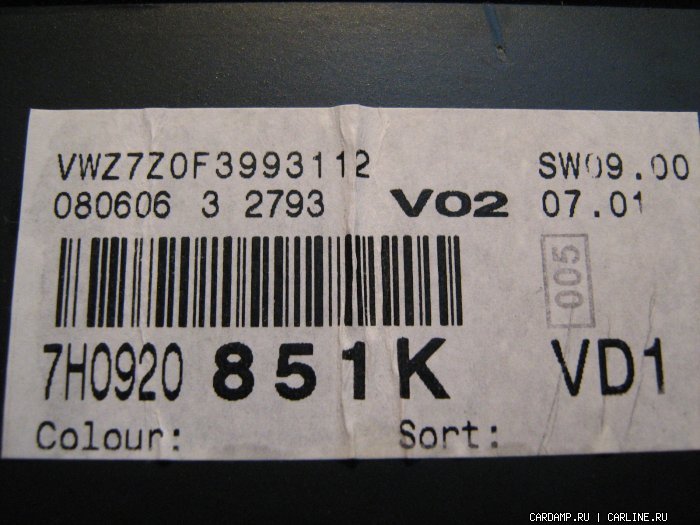 VWZ7Z0F3993112 SW09.00
080606 3 2793 V02 07.01
005
7H0920 851K VD1
Colour: Sort:
CARDAMP.RU | CARLINE.RU